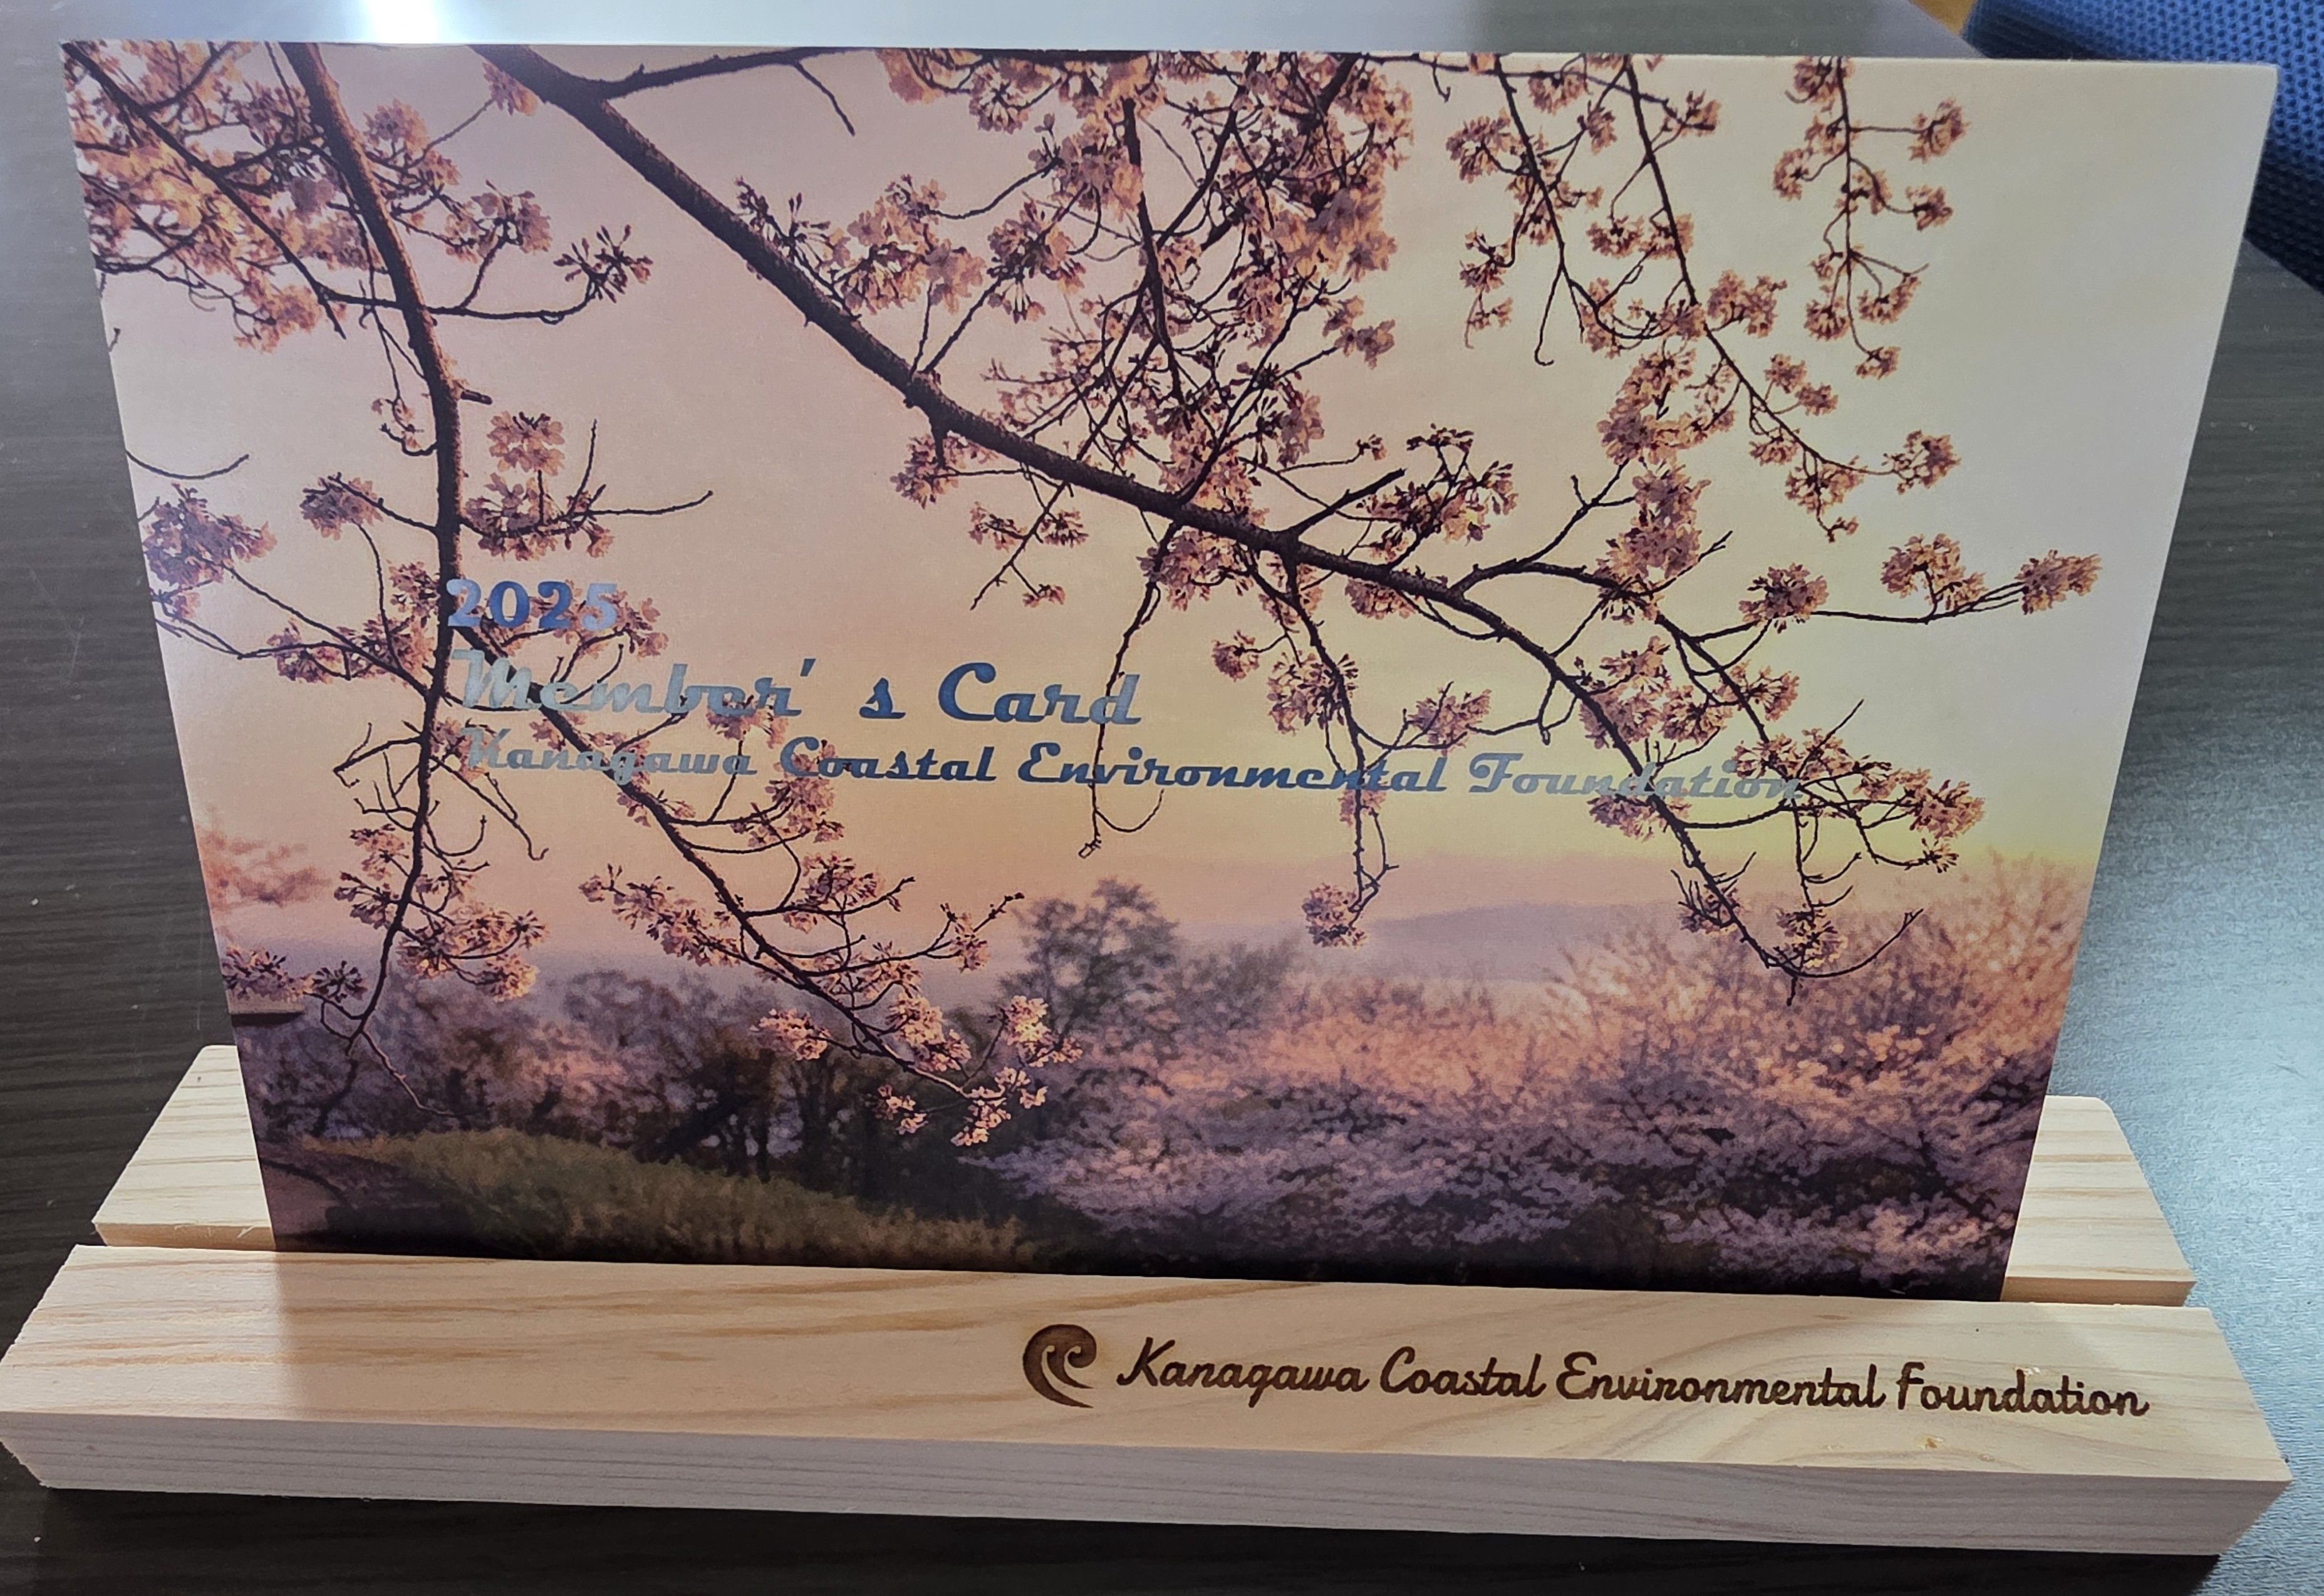 2025
Member's Card
Kanagawa Coastal Environmental Foundation
Kanagawa Coastal Environmental Foundation